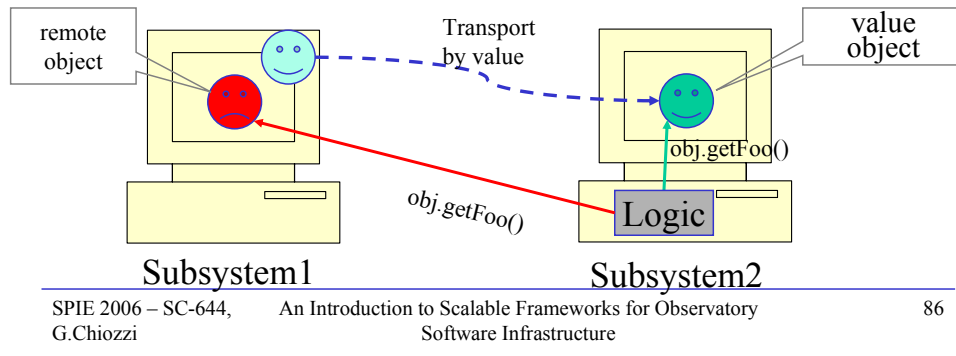 remote
object
Transport
by value
value
object
obj.getFoo()
obj.getFoo()
Logic
Subsystem1
Subsystem2
SPIE 2006 – SC-644,
G.Chiozzi
An Introduction to Scalable Frameworks for Observatory
Software Infrastructure
86